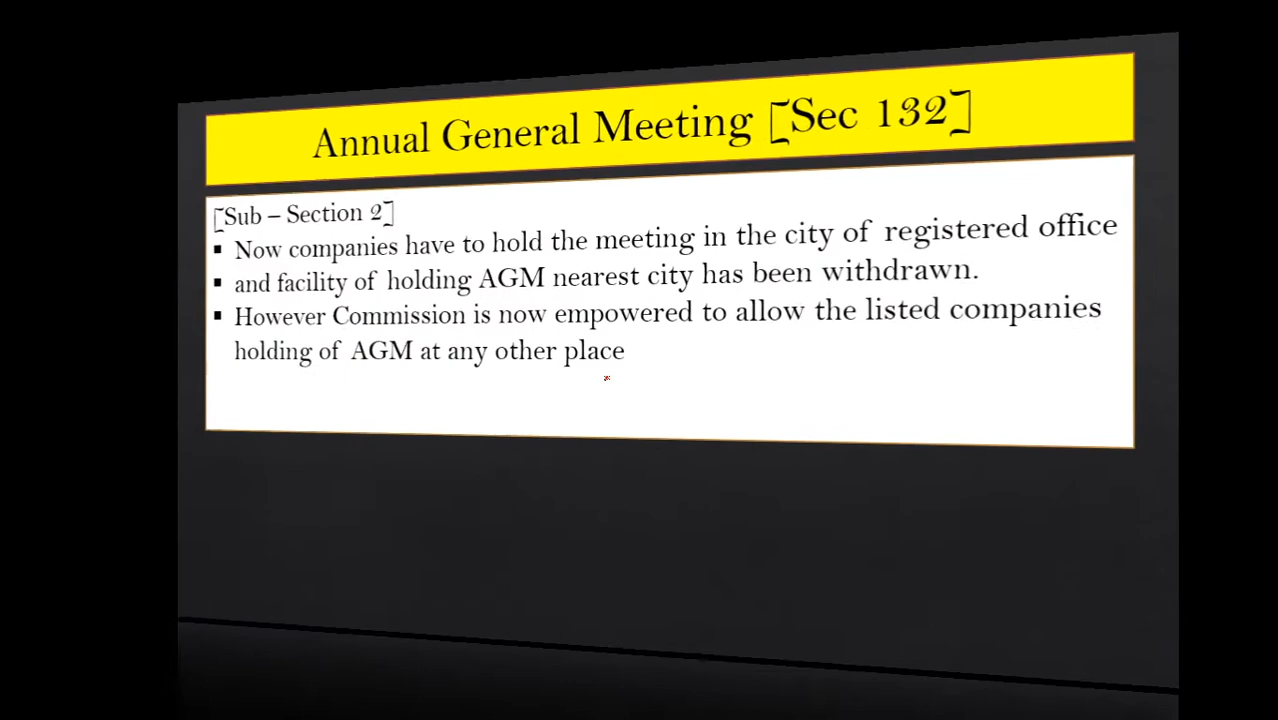 Annual General Meeting [Sec 132]
[Sub – Section 2]
▪ Now companies have to hold the meeting in the city of registered office
▪ and facility of holding AGM nearest city has been withdrawn.
▪ However Commission is now empowered to allow the listed companies
holding of AGM at any other place